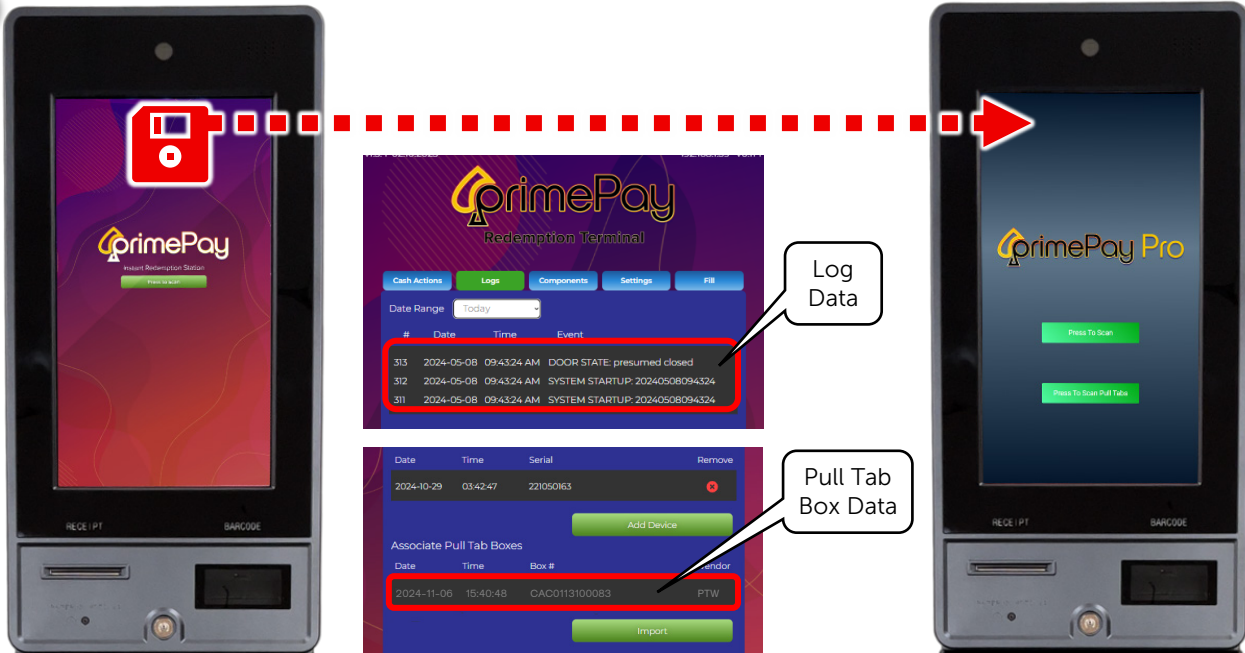 primePay
Instant Redemption Station
Press to scan
RECEIPT
BARCODE
primePay
Redemption Terminal
Cash Actions Logs Components Settings Fill
Date Range Today
# Date Time Event
313 2024-05-08 09:43:24 AM DOOR STATE: presumed closed
312 2024-05-08 09:43:24 AM SYSTEM STARTUP: 20240508094324
311 2024-05-08 09:43:24 AM SYSTEM STARTUP: 20240508094324
Log
Data
Date Time Serial Remove
2024-10-29 03:42:47 221050163
Add Device
Associate Pull Tab Boxes
Date Time Box # Vendor
2024-11-06 15:40:48 CAC0113100083 PTW
Import
Pull Tab
Box Data
primePay Pro
Press To Scan
Press To Scan Pull Tabs
RECEIPT
BARCODE